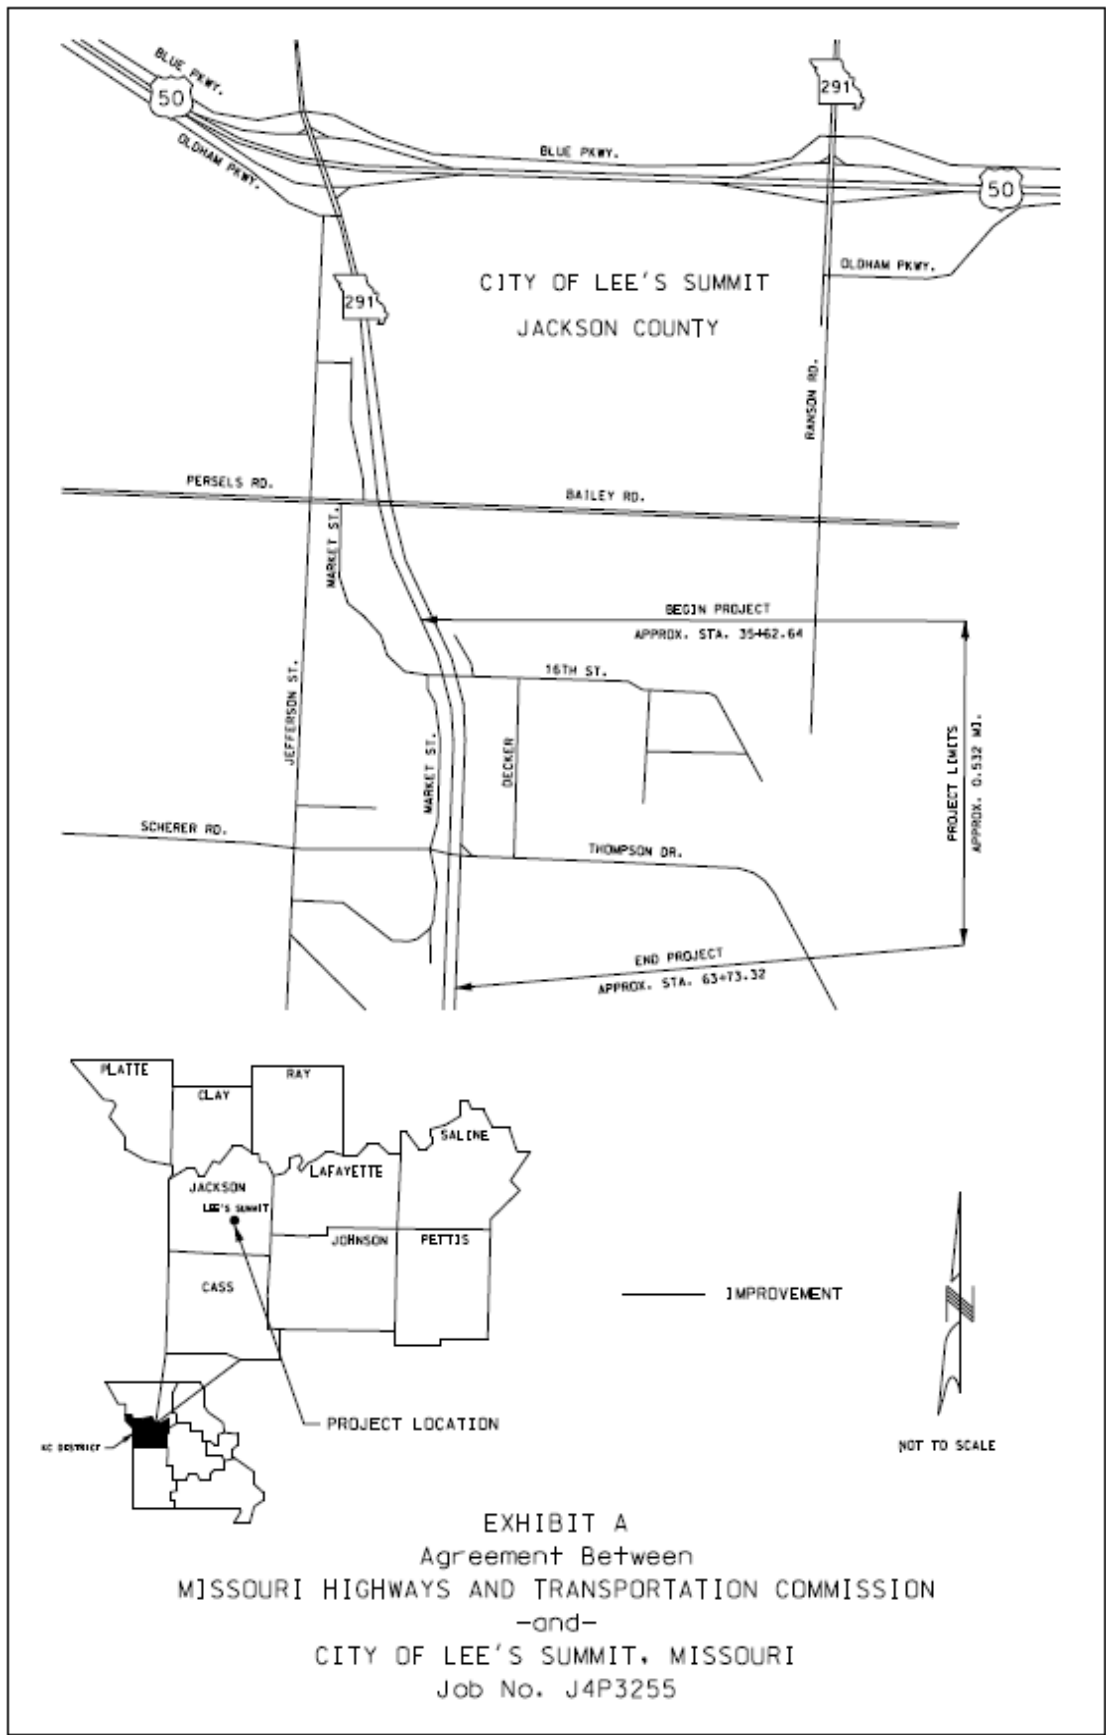 BLUE PKWY.
50
291
OLDHAM PKWY.
BLUE PKWY.
50
OLDHAM PKWY.
CITY OF LEE'S SUMMIT
291
JACKSON COUNTY
RANSON RD.
PERSELS RD.
BAILEY RD.
MARKET ST.
BEGIN PROJECT
APPROX. STA. 35+62.64
16TH ST.
JEFFERSON ST.
MARKET ST.
DECKER
PROJECT LIMITS
APPROX. 0.532 MI.
SCHERER RD.
THOMPSON DR.
END PROJECT
APPROX. STA. 63+73.32
PLATTE
RAY
CLAY
SALINE
LAFAYETTE
JACKSON
LEE'S SUMMIT
JOHNSON
PETTIS
CASS
IMPROVEMENT
PROJECT LOCATION
KC DISTRICT
NOT TO SCALE
EXHIBIT A
Agreement Between
MISSOURI HIGHWAYS AND TRANSPORTATION COMMISSION
-and-
CITY OF LEE'S SUMMIT, MISSOURI
Job No. J4P3255